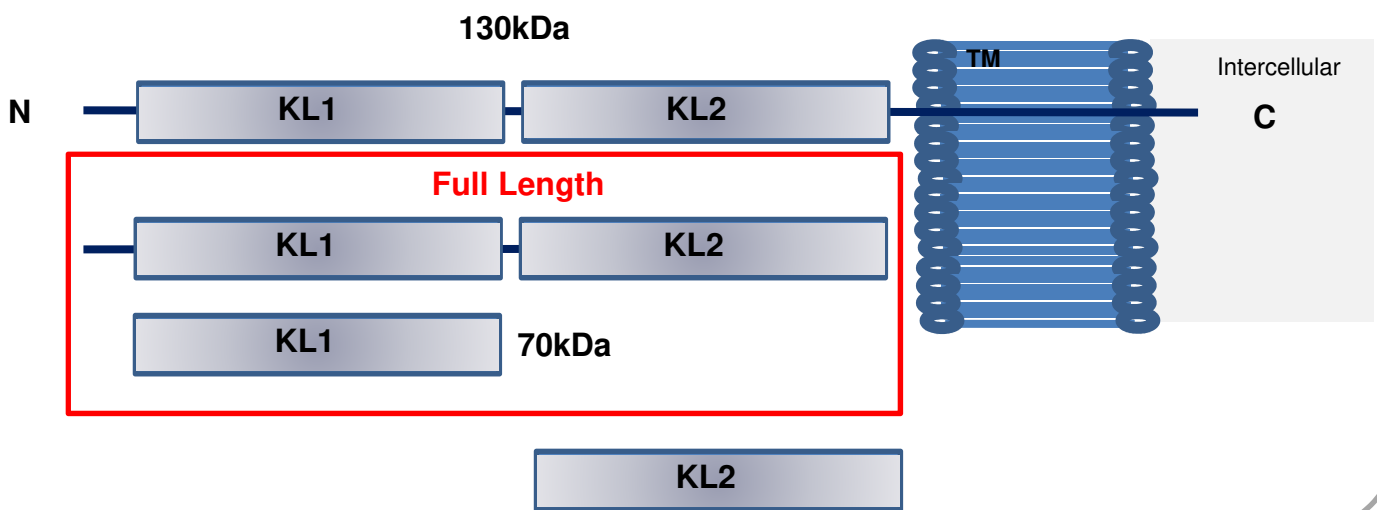 130kDa
TM
Intercellular
N
KL1
KL2
C
Full Length
KL1
KL2
KL1
70kDa
KL2